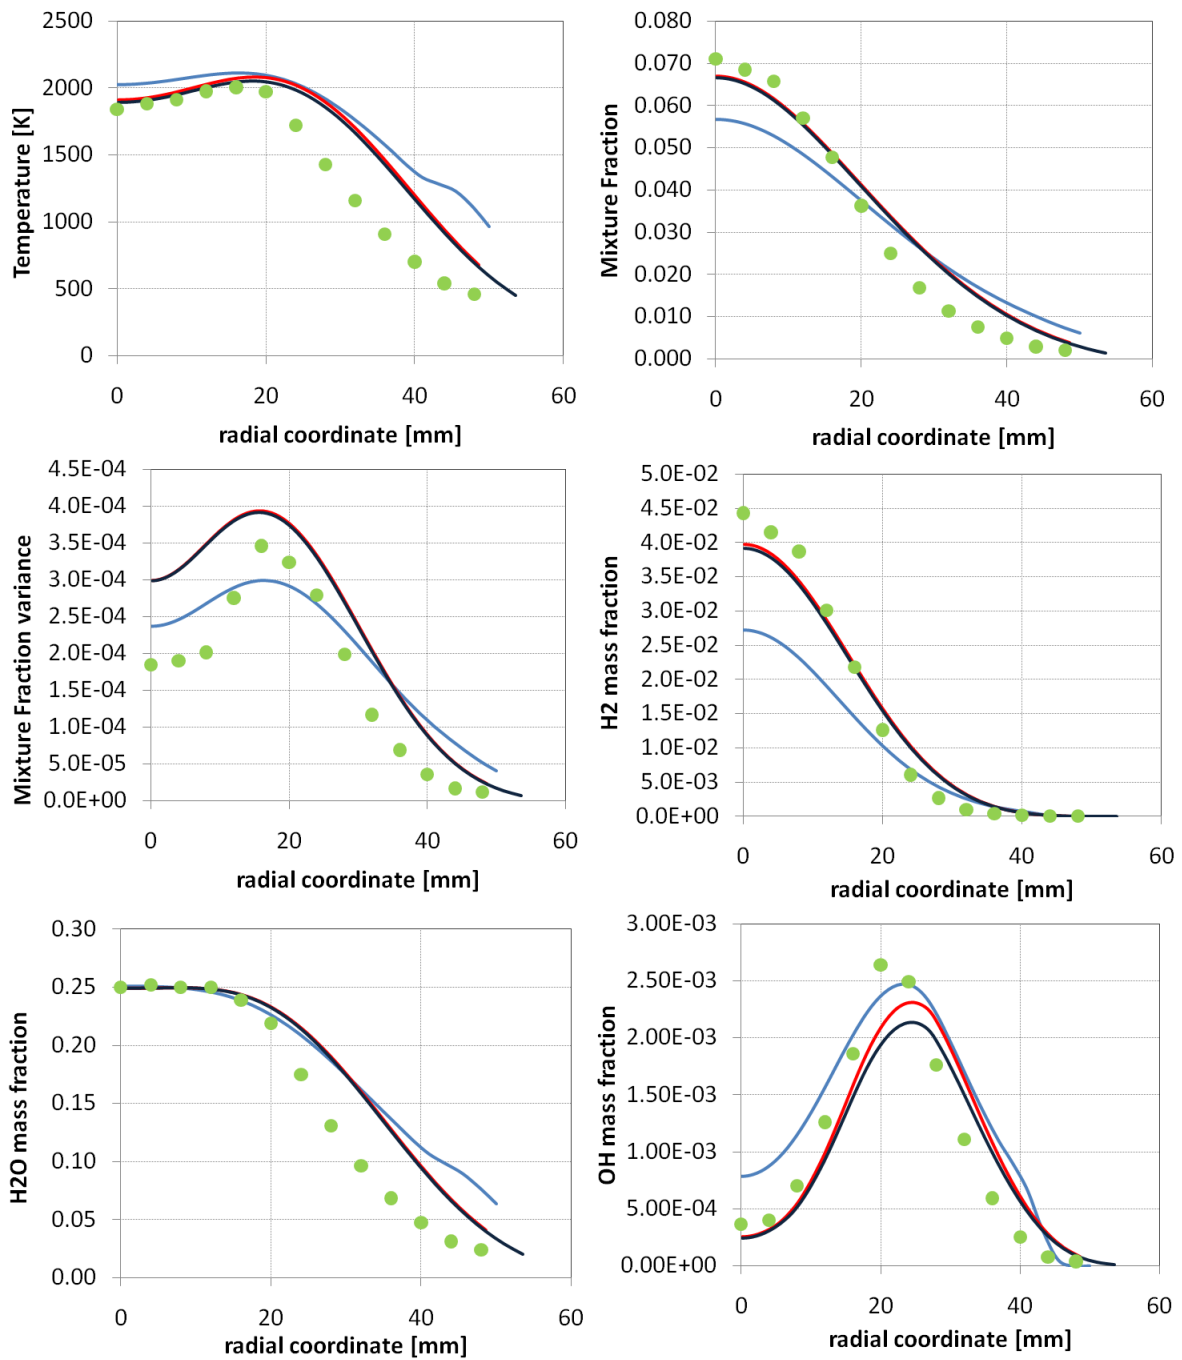 Temperature [K]
2500
2000
1500
1000
500
0
0 20 40 60
radial coordinate [mm]
Mixture Fraction
0.080
0.070
0.060
0.050
0.040
0.030
0.020
0.010
0.000
0 20 40 60
radial coordinate [mm]
Mixture Fraction variance
4.5E-04
4.0E-04
3.5E-04
3.0E-04
2.5E-04
2.0E-04
1.5E-04
1.0E-04
5.0E-05
0.0E+00
0 20 40 60
radial coordinate [mm]
H2 mass fraction
5.0E-02
4.5E-02
4.0E-02
3.5E-02
3.0E-02
2.5E-02
2.0E-02
1.5E-02
1.0E-02
5.0E-03
0.0E+00
0 20 40 60
radial coordinate [mm]
H2O mass fraction
0.30
0.25
0.20
0.15
0.10
0.05
0.00
0 20 40 60
radial coordinate [mm]
OH mass fraction
3.00E-03
2.50E-03
2.00E-03
1.50E-03
1.00E-03
5.00E-04
0.00E+00
0 20 40 60
radial coordinate [mm]